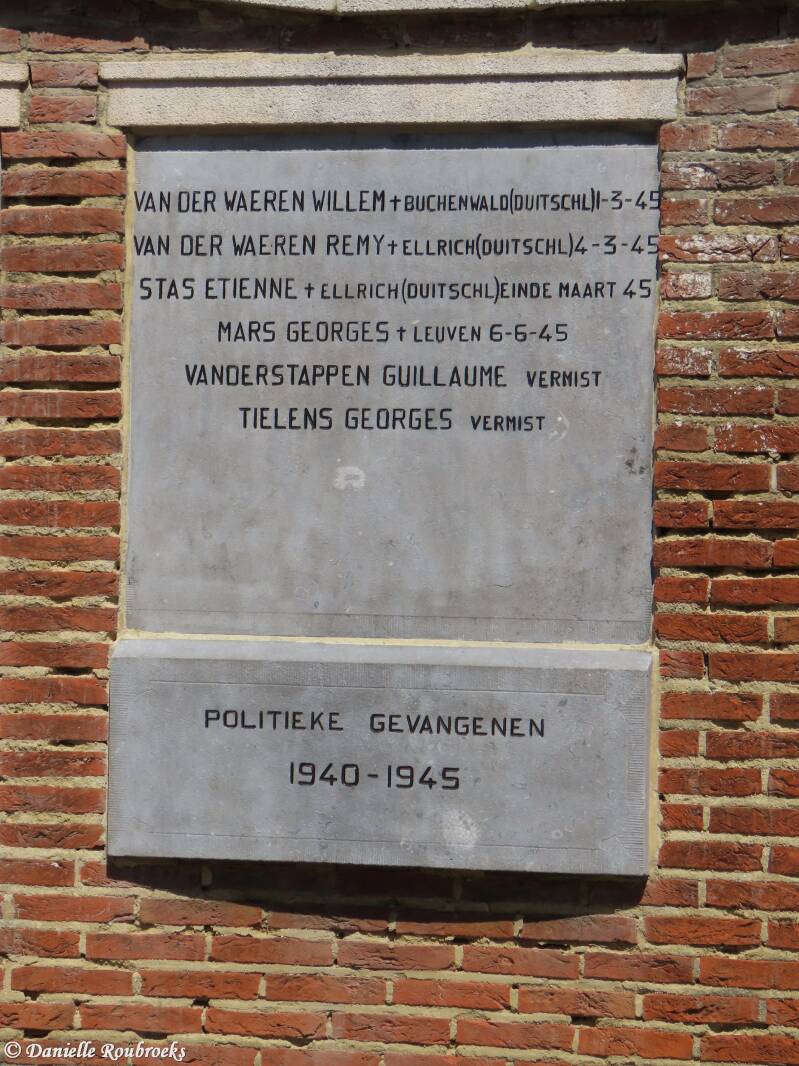 VAN DER WAEREN WILLEM † BUCHENWALD(DUITSCHL)1-3-45
VAN DER WAEREN REMY † ELLRICH(DUITSCHL)4-3-45
STAS ETIENNE † ELLRICH(DUITSCHL)EINDE MAART 45
MARS GEORGES † LEUVEN 6-6-45
VANDERSTAPPEN GUILLAUME VERMIST
TIELENS GEORGES VERMIST
POLITIEKE GEVANGENEN
1940-1945
© Danielle Roubroeks